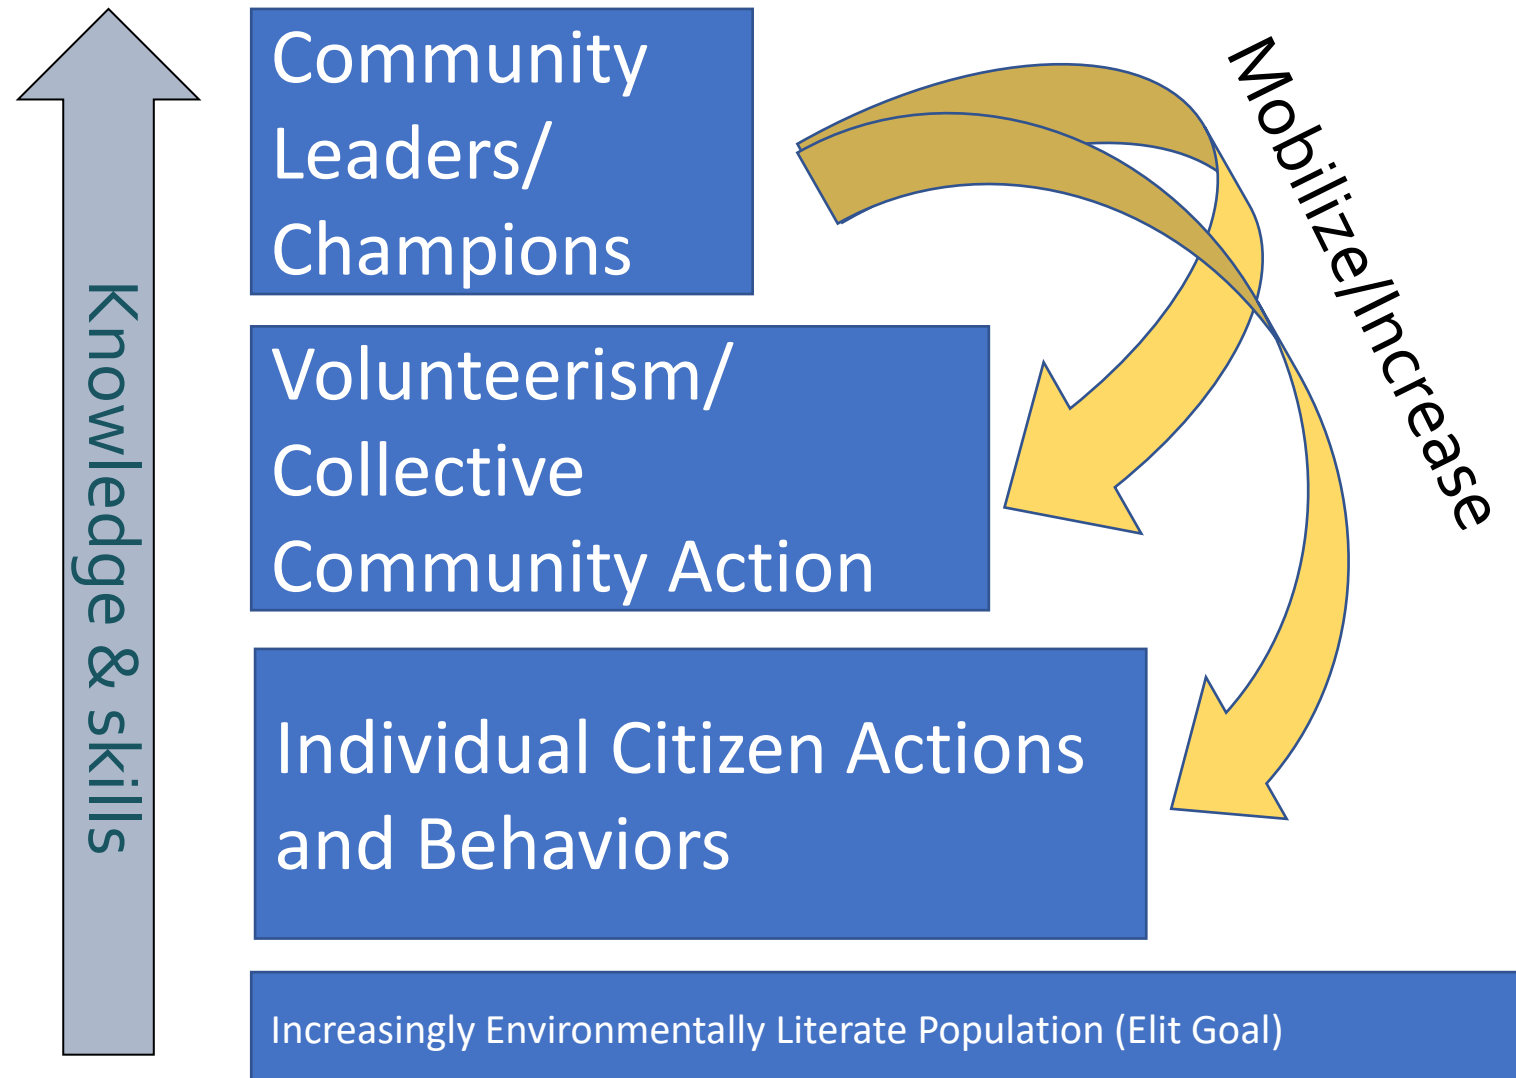 Knowledge & skills
Community
Leaders/
Champions
Mobilize/Increase
Volunteerism/
Collective
Community Action
Individual Citizen Actions
and Behaviors
Increasingly Environmentally Literate Population (Elit Goal)